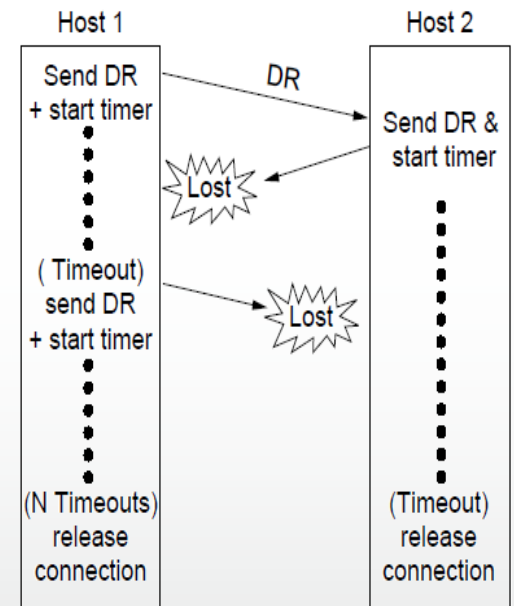 Host 1
Host 2
Send DR
+ start timer
DR
Send DR &
start timer
Lost
( Timeout)
send DR
+ start timer
Lost
(N Timeouts)
release
connection
(Timeout)
release
connection